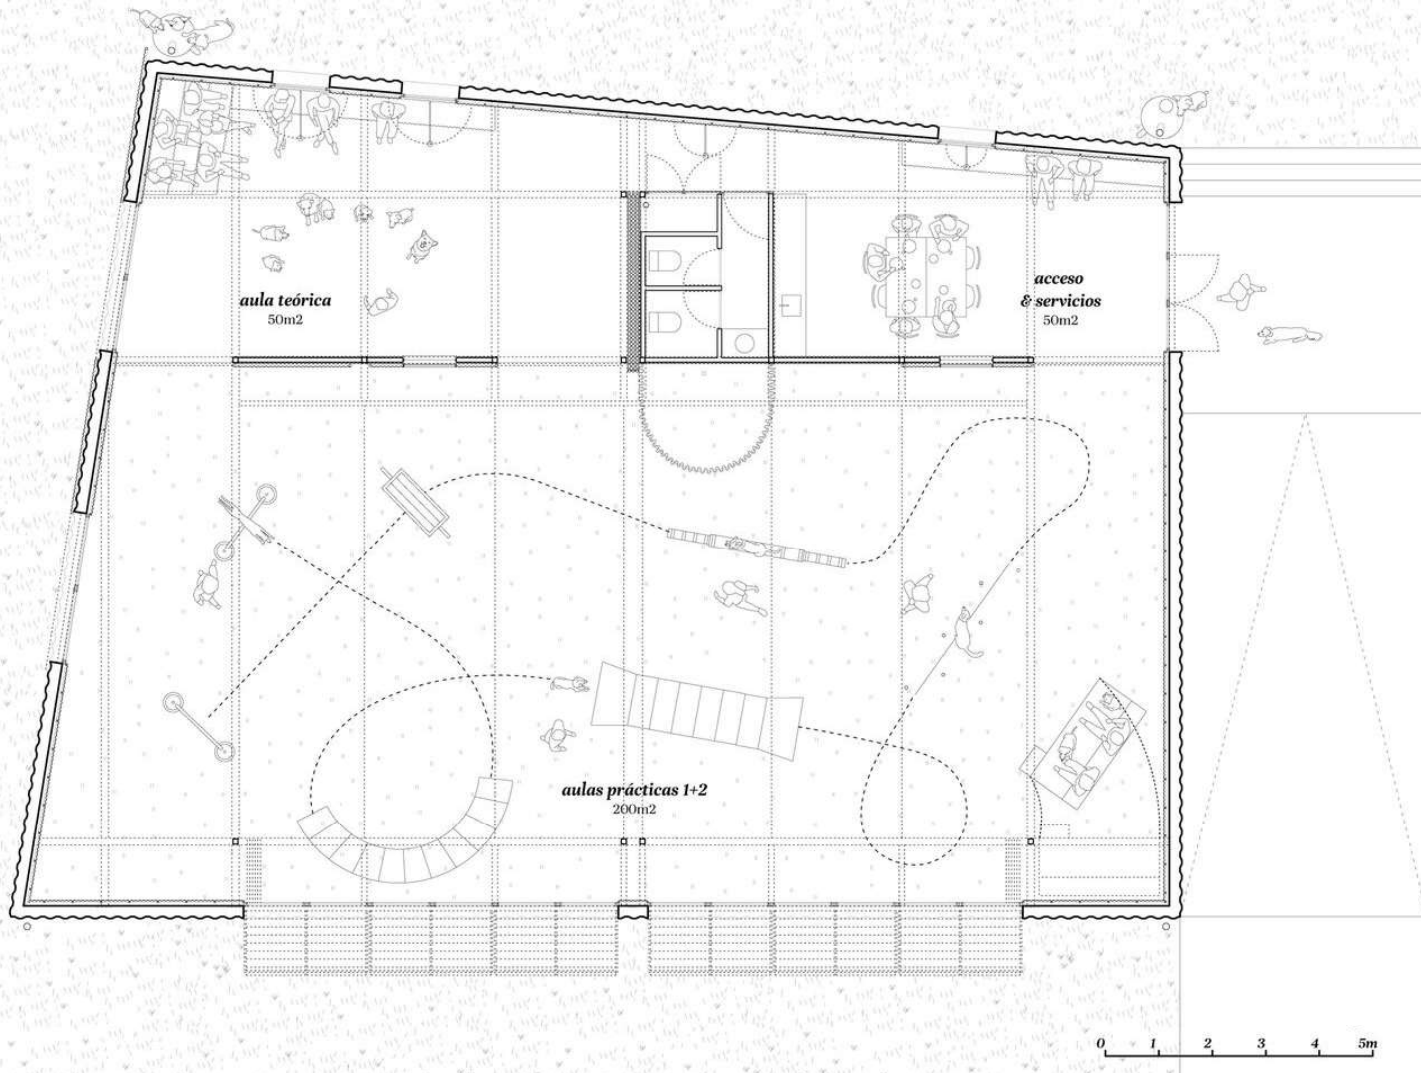 acceso
& servicios
50m2
aula teórica
50m2
aulas prácticas 1+2
200m2
0 1 2 3 4 5m